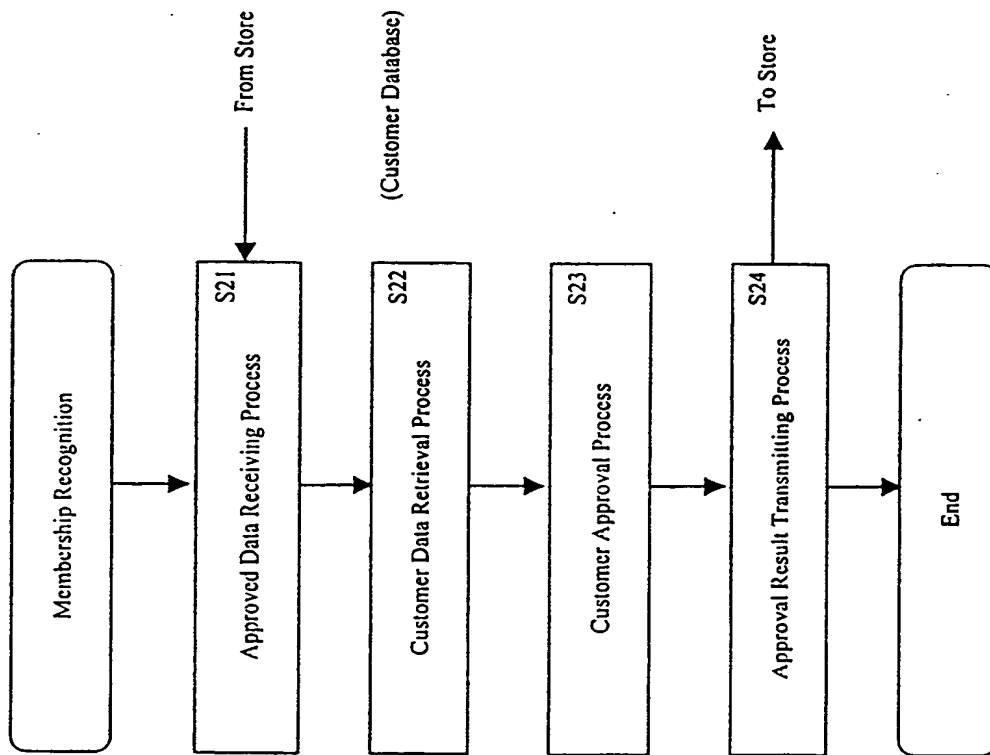 Membership Recognition
S21
Approved Data Receiving Process
From Store
S22
Customer Data Retrieval Process
(Customer Database)
S23
Customer Approval Process
S24
Approval Result Transmitting Process
To Store
End